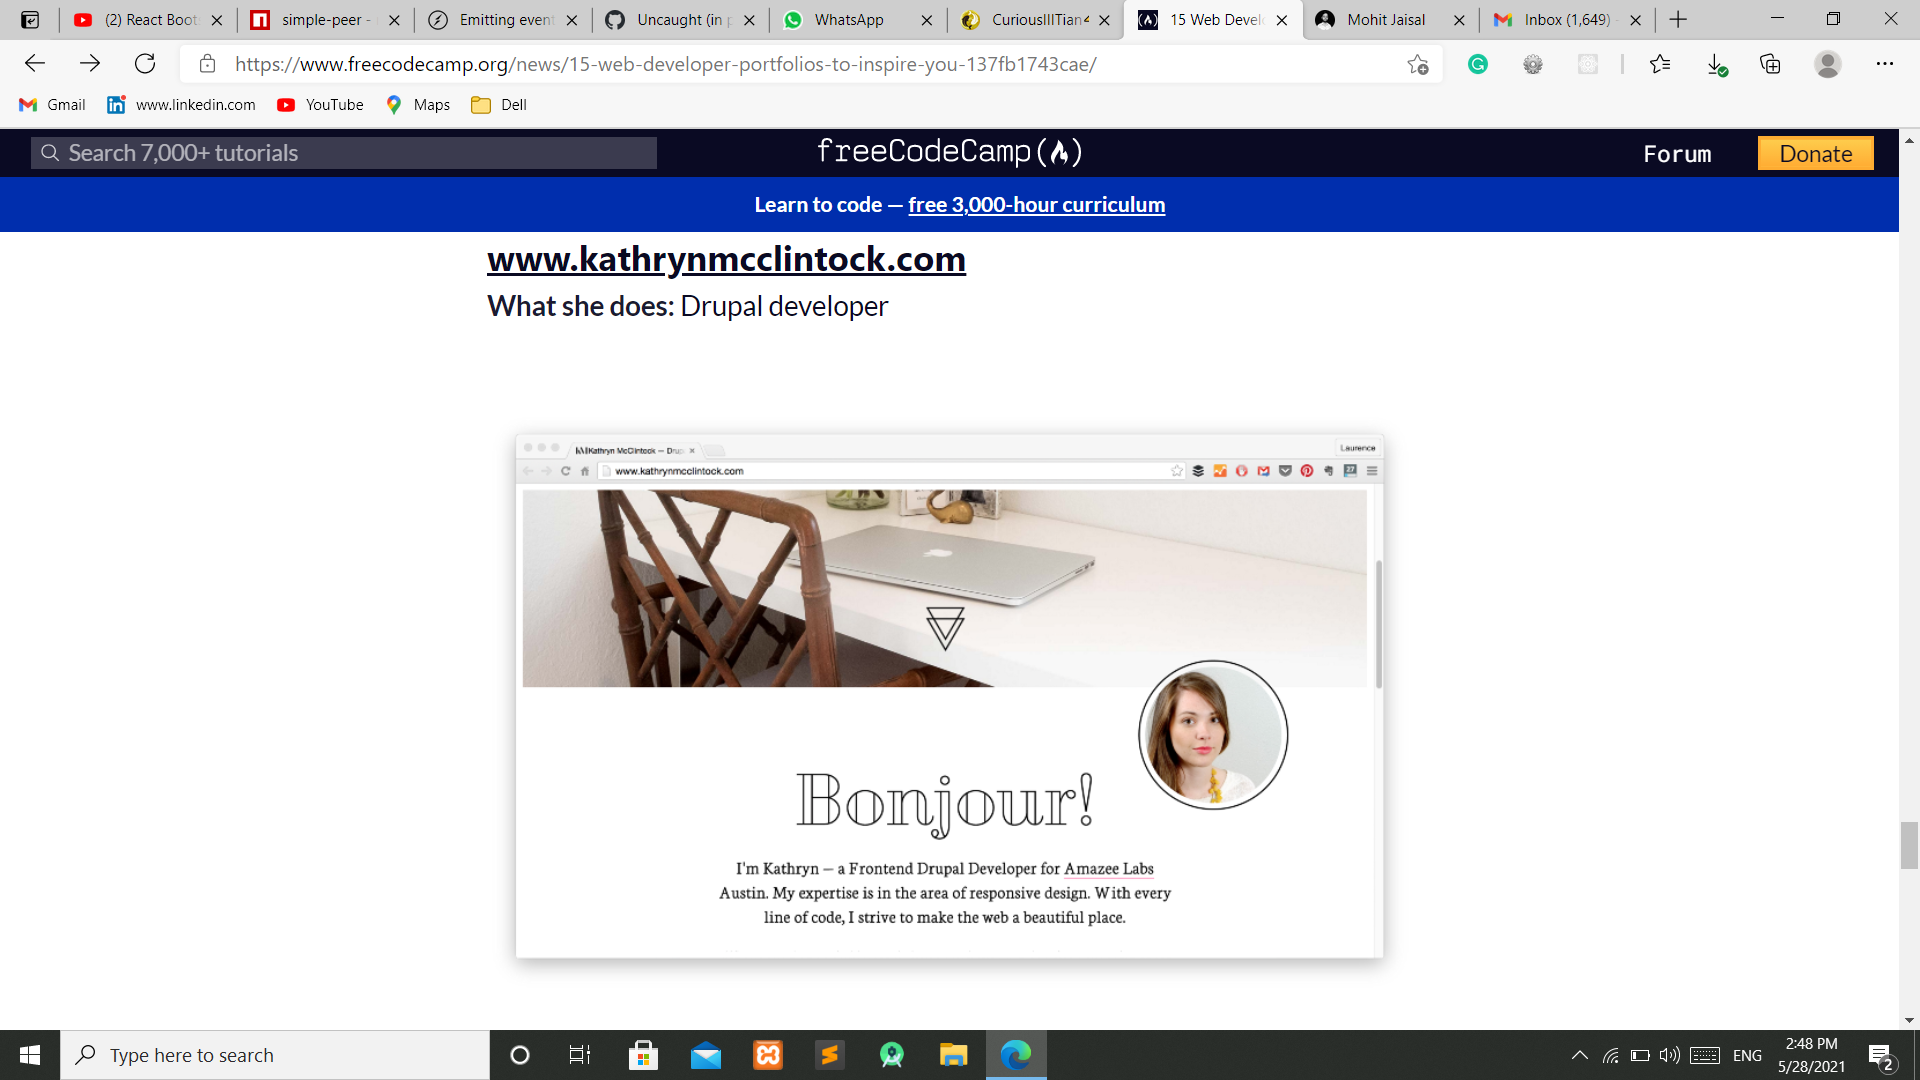 (2) React Boot
simple-peer -
Emitting event
Uncaught (in p
WhatsApp
CuriousIIITian
15 Web Devel
Mohit Jaisal
Inbox (1,649)
https://www.freecodecamp.org/news/15-web-developer-portfolios-to-inspire-you-137fb1743cae/
Gmail
www.linkedin.com
YouTube
Maps
Dell
Search 7,000+ tutorials
freeCodeCamp
Forum
Donate
Learn to code — free 3,000-hour curriculum
www.kathrynmcclintock.com
What she does: Drupal developer
Kathryn McClintock — Drup
Laurence
www.kathrynmcclintock.com
27
Bonjour!
I'm Kathryn — a Frontend Drupal Developer for Amazee Labs
Austin. My expertise is in the area of responsive design. With every
line of code, I strive to make the web a beautiful place.
Type here to search
ENG
2:48 PM
5/28/2021
2